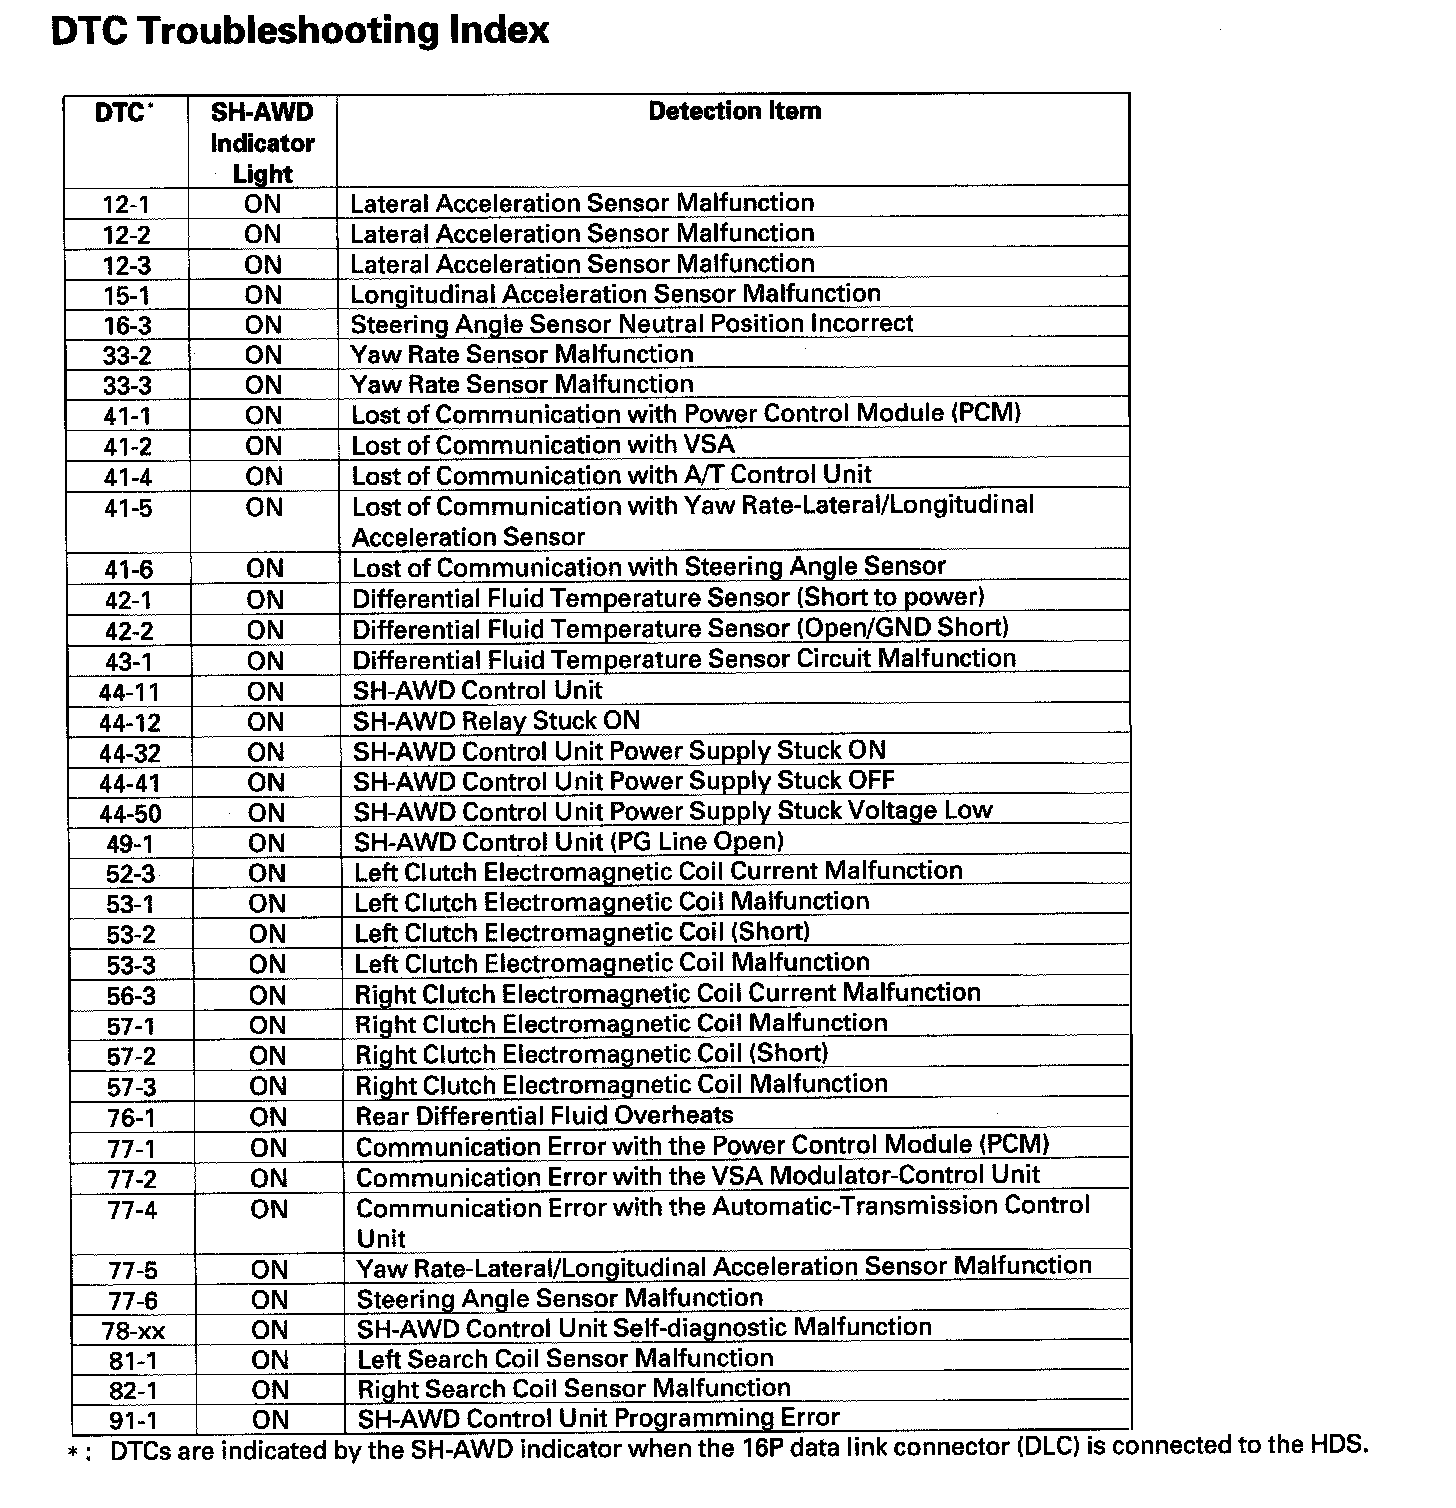 DTC Troubleshooting Index
DTC* SH-AWD Detection Item
Indicator
Light
12-1 ON Lateral Acceleration Sensor Malfunction
12-2 ON Lateral Acceleration Sensor Malfunction
12-3 ON Lateral Acceleration Sensor Malfunction
15-1 ON Longitudinal Acceleration Sensor Malfunction
16-3 ON Steering Angle Sensor Neutral Position Incorrect
33-2 ON Yaw Rate Sensor Malfunction
33-3 ON Yaw Rate Sensor Malfunction
41-1 ON Lost of Communication with Power Control Module (PCM)
41-2 ON Lost of Communication with VSA
41-4 ON Lost of Communication with A/T Control Unit
41-5 ON Lost of Communication with Yaw Rate-Lateral/Longitudinal
Acceleration Sensor
41-6 ON Lost of Communication with Steering Angle Sensor
42-1 ON Differential Fluid Temperature Sensor (Short to power)
42-2 ON Differential Fluid Temperature Sensor (Open/GND Short)
43-1 ON Differential Fluid Temperature Sensor Circuit Malfunction
44-11 ON SH-AWD Control Unit
44-12 ON SH-AWD Relay Stuck ON
44-32 ON SH-AWD Control Unit Power Supply Stuck ON
44-41 ON SH-AWD Control Unit Power Supply Stuck OFF
44-50 ON SH-AWD Control Unit Power Supply Stuck Voltage Low
49-1 ON SH-AWD Control Unit (PG Line Open)
52-3 ON Left Clutch Electromagnetic Coil Current Malfunction
53-1 ON Left Clutch Electromagnetic Coil Malfunction
53-2 ON Left Clutch Electromagnetic Coil (Short)
53-3 ON Left Clutch Electromagnetic Coil Malfunction
56-3 ON Right Clutch Electromagnetic Coil Current Malfunction
57-1 ON Right Clutch Electromagnetic Coil Malfunction
57-2 ON Right Clutch Electromagnetic Coil (Short)
57-3 ON Right Clutch Electromagnetic Coil Malfunction
76-1 ON Rear Differential Fluid Overheats
77-1 ON Communication Error with the Power Control Module (PCM)
77-2 ON Communication Error with the VSA Modulator-Control Unit
77-4 ON Communication Error with the Automatic-Transmission Control
Unit
77-5 ON Yaw Rate-Lateral/Longitudinal Acceleration Sensor Malfunction
77-6 ON Steering Angle Sensor Malfunction
78-xx ON SH-AWD Control Unit Self-diagnostic Malfunction
81-1 ON Left Search Coil Sensor Malfunction
82-1 ON Right Search Coil Sensor Malfunction
91-1 ON SH-AWD Control Unit Programming Error
* : DTCs are indicated by the SH-AWD indicator when the 16P data link connector (DLC) is connected to the HDS.